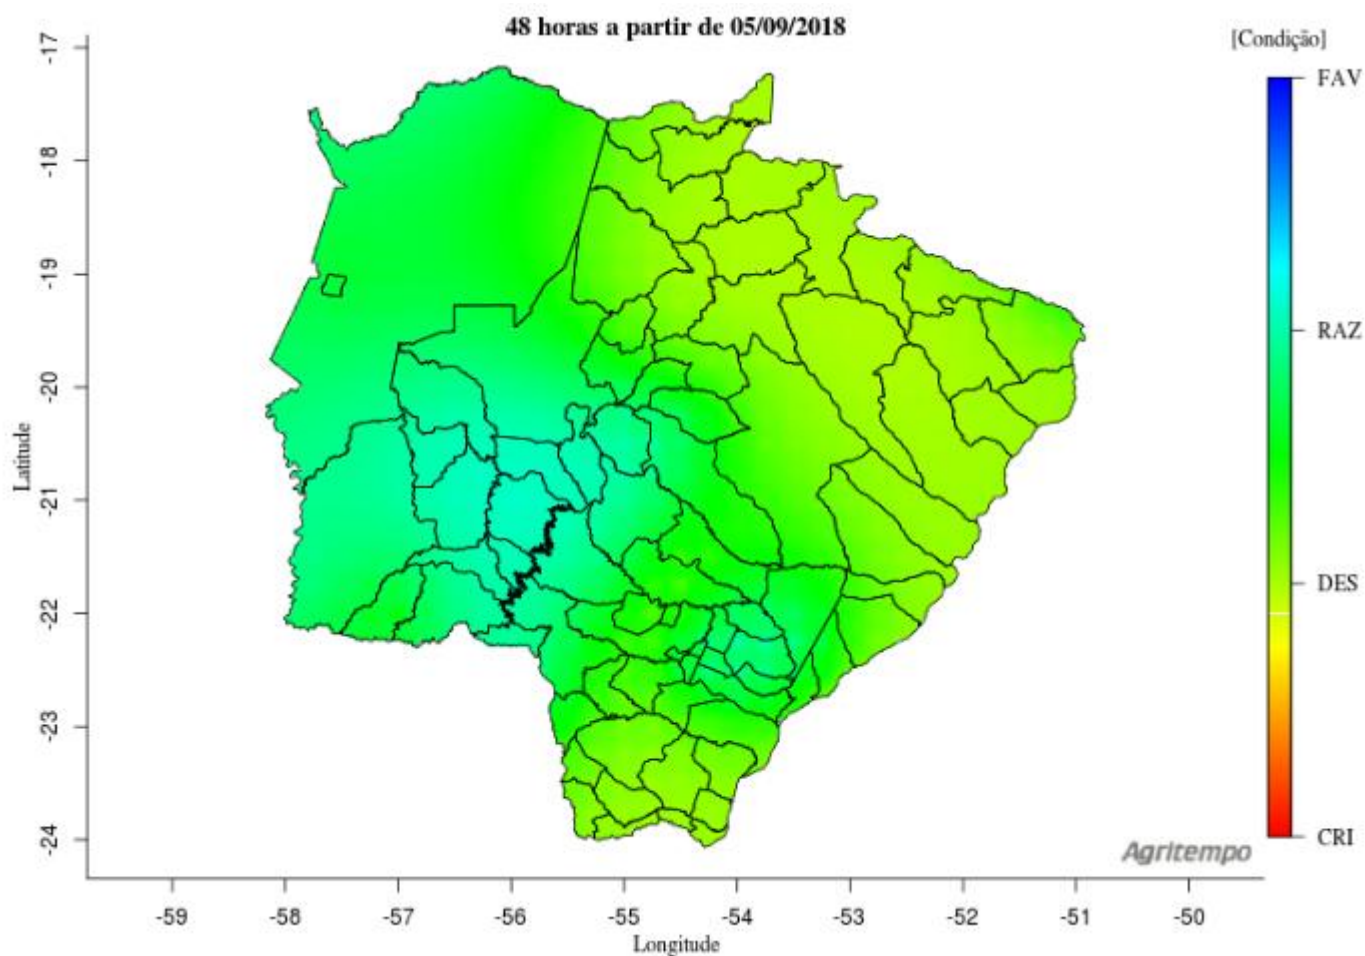 48 horas a partir de 05/09/2018
[Condição]
FAV
RAZ
DES
CRI
-17
-18
-19
-20
-21
-22
-23
-24
Latitude
Agritempo
-59 -58 -57 -56 -55 -54 -53 -52 -51 -50
Longitude